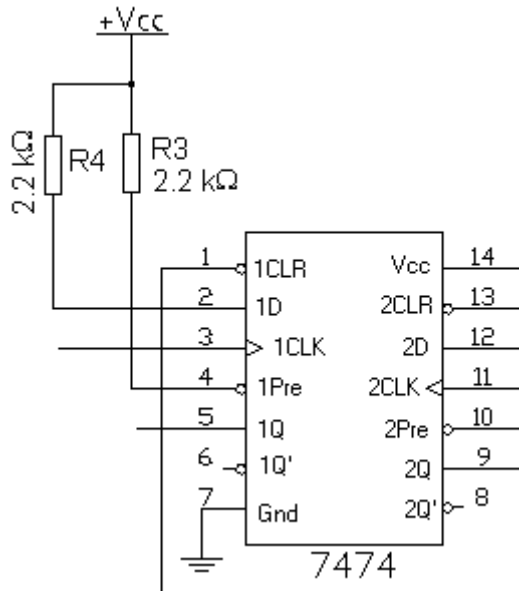 +Vcc
2.2 kΩ
R4
R3
2.2 kΩ
1 1CLR Vcc 14
2 1D 2CLR 13
3 1CLK 2D 12
4 1Pre 2CLK 11
5 1Q 2Pre 10
6 1Q' 2Q 9
7 Gnd 2Q' 8
7474